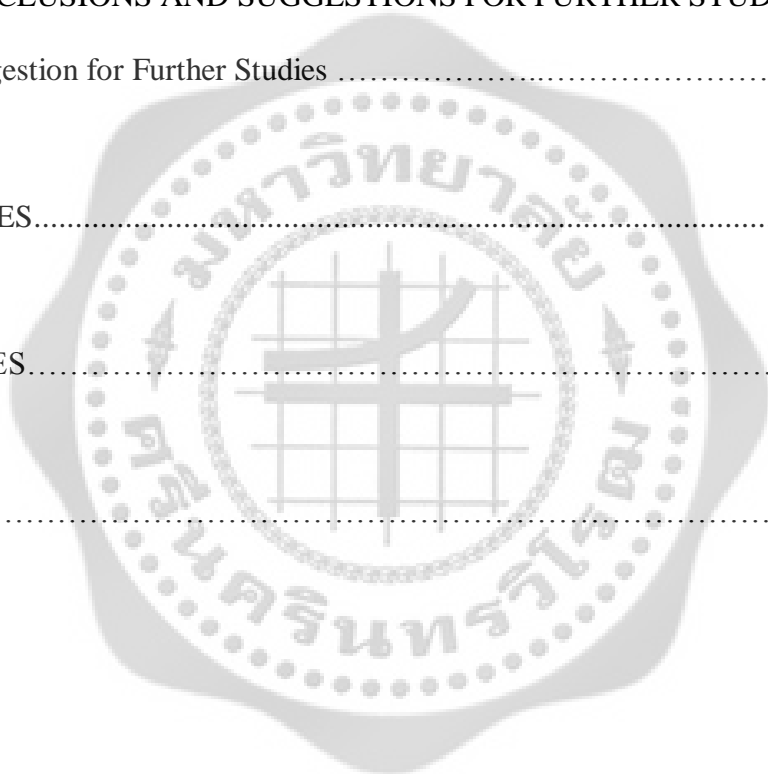 CLUSIONS AND SUGGESTIONS FOR FURTHER STUD
gestion for Further Studies ……………………..…………………
มหาวิทยาลัย
ES.....................................................................................................
ES……………………………………………………………………
ศรีนครินทรวิโรฒ
…………………………………………………………………………